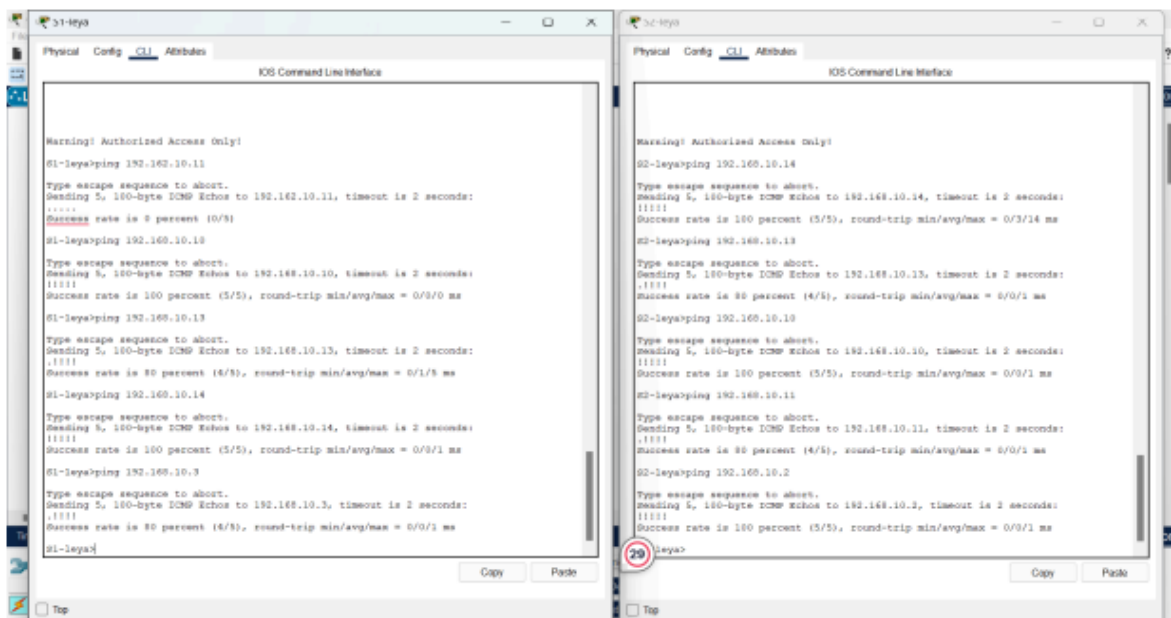 S1-leya
Physical Config CLI Attributes
IOS Command Line Interface
Warning! Authorized Access Only!
S1-leya>ping 192.162.10.11
Type escape sequence to abort.
Sending 5, 100-byte ICMP Echos to 192.162.10.11, timeout is 2 seconds:
.....
Success rate is 0 percent (0/5)
S1-leya>ping 192.168.10.10
Type escape sequence to abort.
Sending 5, 100-byte ICMP Echos to 192.168.10.10, timeout is 2 seconds:
!!!!!
Success rate is 100 percent (5/5), round-trip min/avg/max = 0/0/0 ms
S1-leya>ping 192.168.10.13
Type escape sequence to abort.
Sending 5, 100-byte ICMP Echos to 192.168.10.13, timeout is 2 seconds:
.!!!!
Success rate is 80 percent (4/5), round-trip min/avg/max = 0/1/5 ms
S1-leya>ping 192.168.10.14
Type escape sequence to abort.
Sending 5, 100-byte ICMP Echos to 192.168.10.14, timeout is 2 seconds:
!!!!!
Success rate is 100 percent (5/5), round-trip min/avg/max = 0/0/1 ms
S1-leya>ping 192.168.10.3
Type escape sequence to abort.
Sending 5, 100-byte ICMP Echos to 192.168.10.3, timeout is 2 seconds:
.!!!!
Success rate is 80 percent (4/5), round-trip min/avg/max = 0/0/1 ms
S1-leya>
Copy Paste
Top
S2-leya
Physical Config CLI Attributes
IOS Command Line Interface
Warning! Authorized Access Only!
S2-leya>ping 192.168.10.14
Type escape sequence to abort.
Sending 5, 100-byte ICMP Echos to 192.168.10.14, timeout is 2 seconds:
!!!!!
Success rate is 100 percent (5/5), round-trip min/avg/max = 0/3/14 ms
S2-leya>ping 192.168.10.13
Type escape sequence to abort.
Sending 5, 100-byte ICMP Echos to 192.168.10.13, timeout is 2 seconds:
.!!!!
Success rate is 80 percent (4/5), round-trip min/avg/max = 0/0/1 ms
S2-leya>ping 192.168.10.10
Type escape sequence to abort.
Sending 5, 100-byte ICMP Echos to 192.168.10.10, timeout is 2 seconds:
!!!!!
Success rate is 100 percent (5/5), round-trip min/avg/max = 0/0/1 ms
S2-leya>ping 192.168.10.11
Type escape sequence to abort.
Sending 5, 100-byte ICMP Echos to 192.168.10.11, timeout is 2 seconds:
.!!!!
Success rate is 80 percent (4/5), round-trip min/avg/max = 0/0/1 ms
S2-leya>ping 192.168.10.2
Type escape sequence to abort.
Sending 5, 100-byte ICMP Echos to 192.168.10.2, timeout is 2 seconds:
!!!!!
Success rate is 100 percent (5/5), round-trip min/avg/max = 0/0/1 ms
29 leya>
Copy Paste
Top